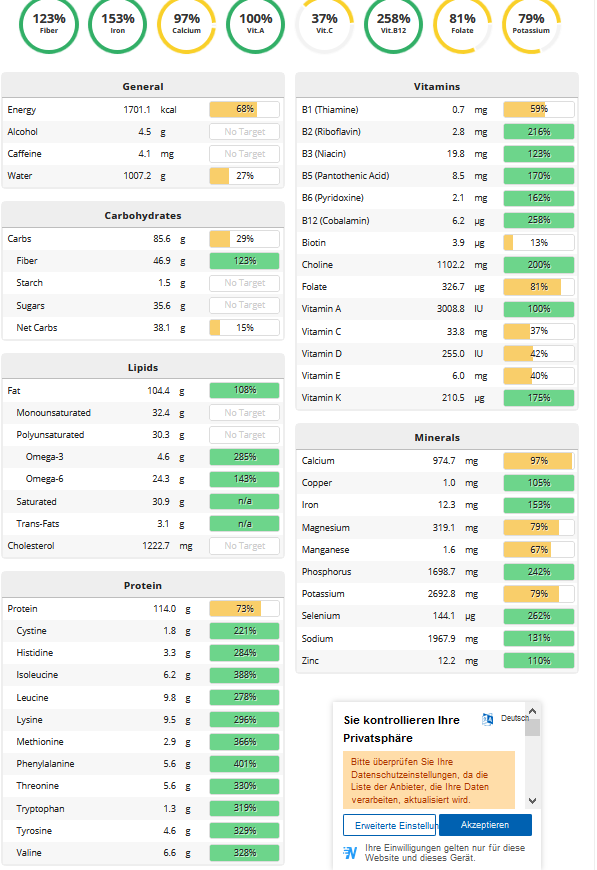 123% 153% 97% 100% 37% 258% 81% 79%
Fiber Iron Calcium Vit.A Vit.C Vit.B12 Folate Potassium
General
Energy 1701.1 kcal 68%
Alcohol 4.5 g No Target
Caffeine 4.1 mg No Target
Water 1007.2 g 27%
Carbohydrates
Carbs 85.6 g 29%
Fiber 46.9 g 123%
Starch 1.5 g No Target
Sugars 35.6 g No Target
Net Carbs 38.1 g 15%
Lipids
Fat 104.4 g 108%
Monounsaturated 32.4 g No Target
Polyunsaturated 30.3 g No Target
Omega-3 4.6 g 285%
Omega-6 24.3 g 143%
Saturated 30.9 g n/a
Trans-Fats 3.1 g n/a
Cholesterol 1222.7 mg No Target
Protein
Protein 114.0 g 73%
Cystine 1.8 g 221%
Histidine 3.3 g 284%
Isoleucine 6.2 g 388%
Leucine 9.8 g 278%
Lysine 9.5 g 296%
Methionine 2.9 g 366%
Phenylalanine 5.6 g 401%
Threonine 5.6 g 330%
Tryptophan 1.3 g 319%
Tyrosine 4.6 g 329%
Valine 6.6 g 328%
Vitamins
B1 (Thiamine) 0.7 mg 59%
B2 (Riboflavin) 2.8 mg 216%
B3 (Niacin) 19.8 mg 123%
B5 (Pantothenic Acid) 8.5 mg 170%
B6 (Pyridoxine) 2.1 mg 162%
B12 (Cobalamin) 6.2 µg 258%
Biotin 3.9 µg 13%
Choline 1102.2 mg 200%
Folate 326.7 µg 81%
Vitamin A 3008.8 IU 100%
Vitamin C 33.8 mg 37%
Vitamin D 255.0 IU 42%
Vitamin E 6.0 mg 40%
Vitamin K 210.5 µg 175%
Minerals
Calcium 974.7 mg 97%
Copper 1.0 mg 105%
Iron 12.3 mg 153%
Magnesium 319.1 mg 79%
Manganese 1.6 mg 67%
Phosphorus 1698.7 mg 242%
Potassium 2692.8 mg 79%
Selenium 144.1 µg 262%
Sodium 1967.9 mg 131%
Zinc 12.2 mg 110%
Sie kontrollieren Ihre Deutsch
Privatsphäre
Bitte überprüfen Sie Ihre
Datenschutzeinstellungen, da die
Liste der Anbieter, die Ihre Daten
verarbeiten, aktualisiert wird.
Erweiterte Einstellun Akzeptieren
Ihre Einwilligungen gelten nur für diese
Website und dieses Gerät.